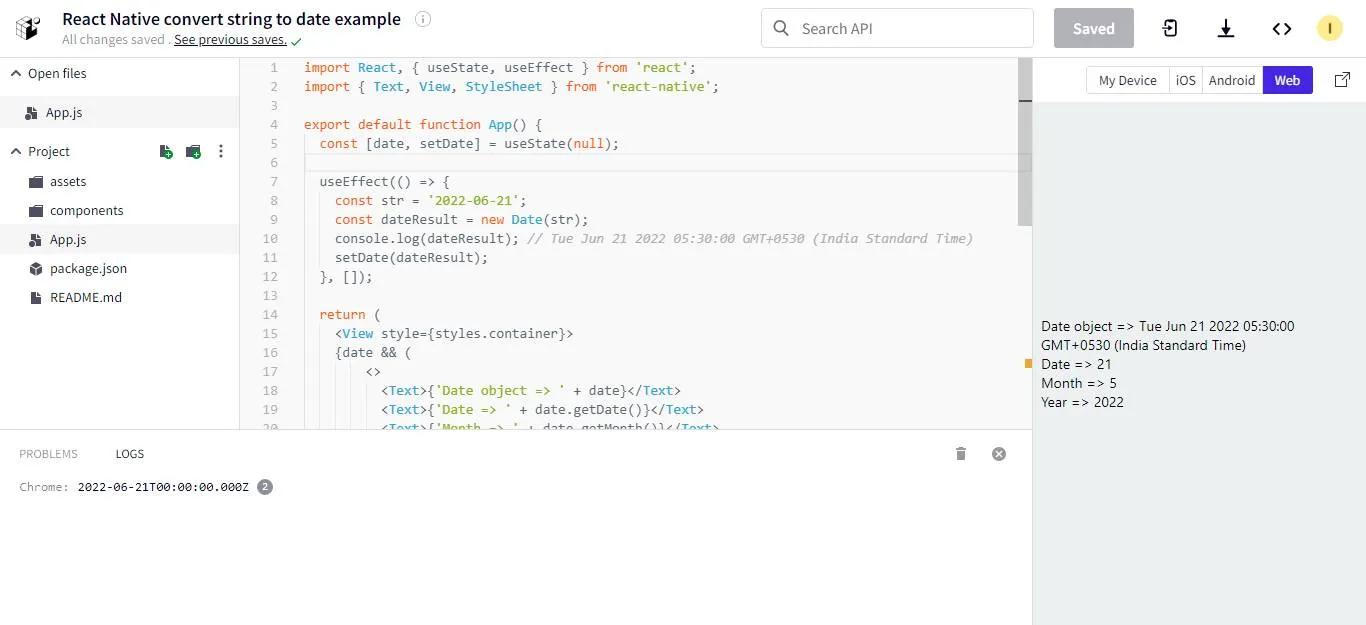 React Native convert string to date example
All changes saved . See previous saves.
Search API
Saved
I
Open files
App.js
Project
assets
components
App.js
package.json
README.md
1 import React, { useState, useEffect } from 'react';
2 import { Text, View, StyleSheet } from 'react-native';
3
4 export default function App() {
5 const [date, setDate] = useState(null);
6
7 useEffect(() => {
8 const str = '2022-06-21';
9 const dateResult = new Date(str);
10 console.log(dateResult); // Tue Jun 21 2022 05:30:00 GMT+0530 (India Standard Time)
11 setDate(dateResult);
12 }, []);
13
14 return (
15 <View style={styles.container}>
16 {date && (
17 <>
18 <Text>{'Date object => ' + date}</Text>
19 <Text>{'Date => ' + date.getDate()}</Text>
20 <Text>{'Month => ' + date.getMonth()}</Text>
My Device iOS Android Web
Date object => Tue Jun 21 2022 05:30:00
GMT+0530 (India Standard Time)
Date => 21
Month => 5
Year => 2022
PROBLEMS LOGS
Chrome: 2022-06-21T00:00:00.000Z 2